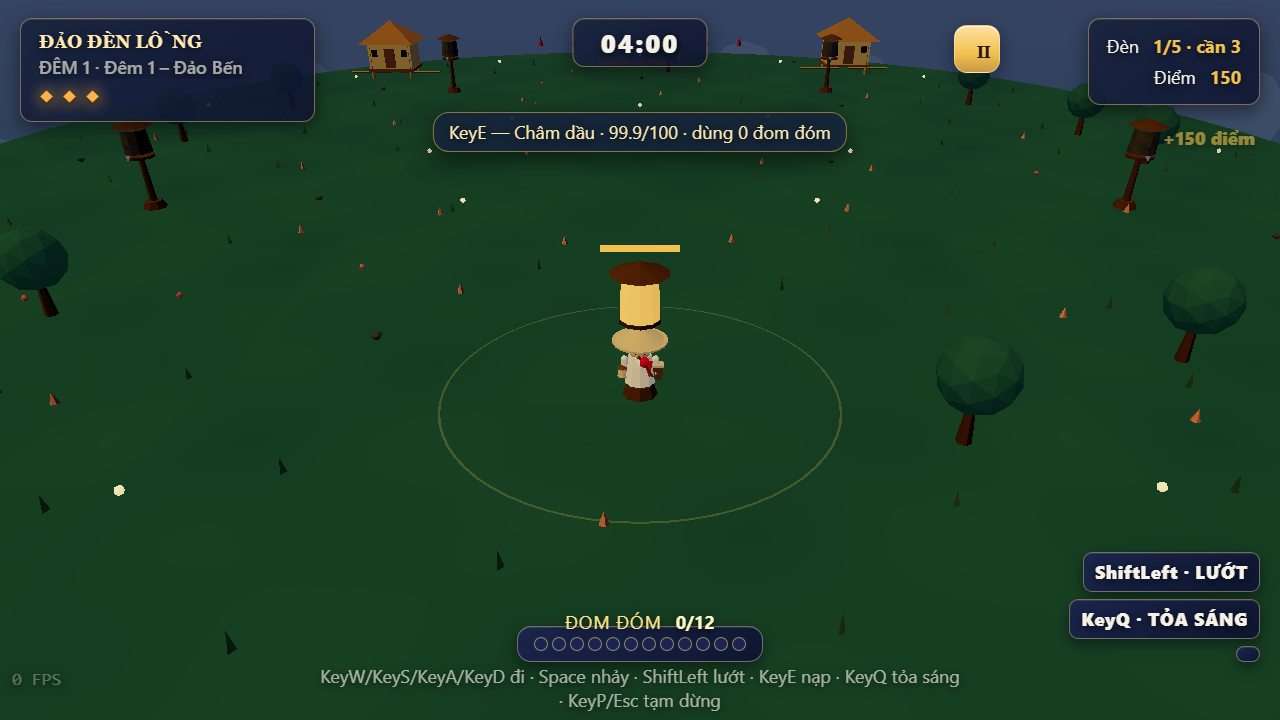 ĐẢO ĐÈN LỒNG
ĐÊM 1 · Đêm 1 – Đảo Bến
04:00
II
Đèn 1/5 · cần 3
Điểm 150
+150 điểm
KeyE — Châm dầu · 99.9/100 · dùng 0 đom đóm
ShiftLeft · LƯỚT
KeyQ · TỎA SÁNG
ĐOM ĐÓM 0/12
0 FPS
KeyW/KeyS/KeyA/KeyD đi · Space nhảy · ShiftLeft lướt · KeyE nạp · KeyQ tỏa sáng
· KeyP/Esc tạm dừng